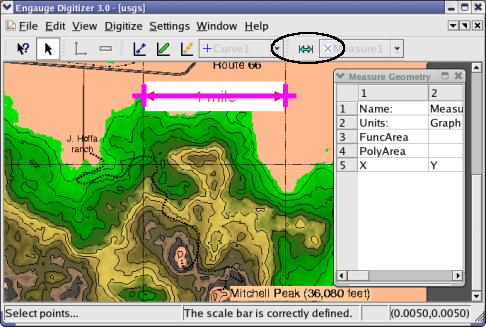 Engauge Digitizer 3.0 - [usgs]
File Edit View Digitize Settings Window Help
Curve1 Measure1
Route 66
1 mile
J. Hoffa
ranch
Mitchell Peak (36,080 feet)
Measure Geometry
1 2
1 Name: Measu
2 Units: Graph
3 FuncArea
4 PolyArea
5 X Y
Select points... The scale bar is correctly defined. (0.0050,0.0050)